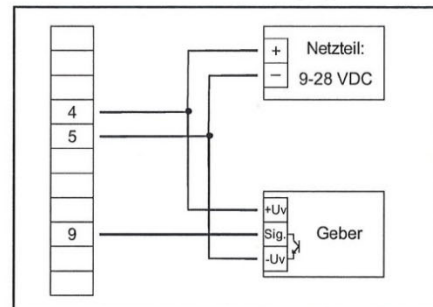 +
Netzteil:
–
9-28 VDC
4
5
+Uv
9
Sig.
Geber
-Uv